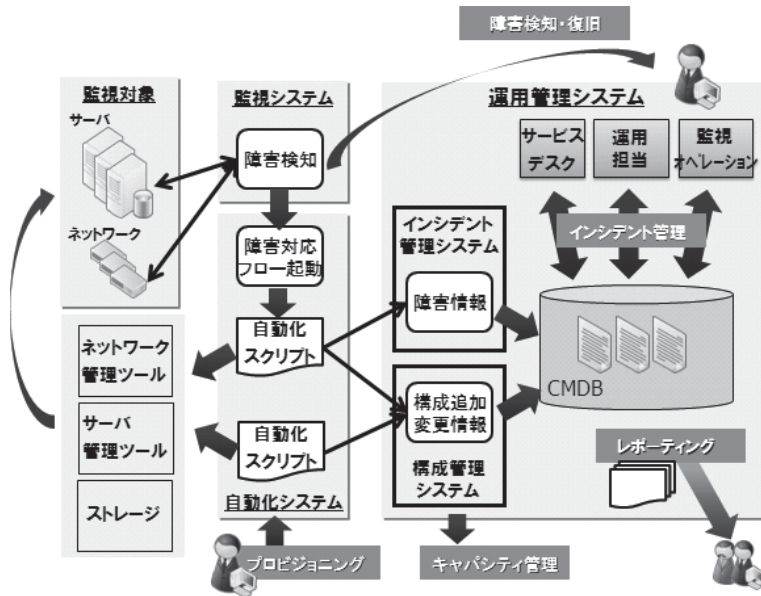 障害検知・復旧
監視対象
サーバ
ネットワーク
監視システム
障害検知
運用管理システム
サービス
デスク
運用
担当
監視
オペレーション
インシデント管理
障害対応
フロー起動
自動化
スクリプト
自動化
スクリプト
自動化システム
インシデント
管理システム
障害情報
構成追加
変更情報
構成管理
システム
CMDB
ネットワーク
管理ツール
サーバ
管理ツール
ストレージ
レポーティング
プロビジョニング
キャパシティ管理